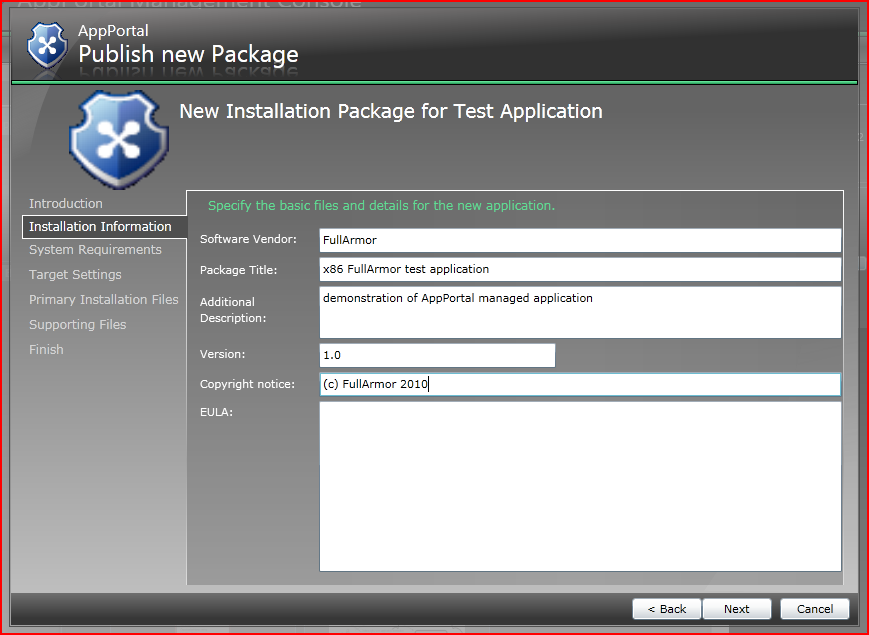 AppPortal Management Console
AppPortal
Publish new Package
New Installation Package for Test Application
Introduction
Installation Information
System Requirements
Target Settings
Primary Installation Files
Supporting Files
Finish
Specify the basic files and details for the new application.
Software Vendor:
FullArmor
Package Title:
x86 FullArmor test application
Additional
Description:
demonstration of AppPortal managed application
Version:
1.0
Copyright notice:
(c) FullArmor 2010
EULA:
< Back
Next
Cancel